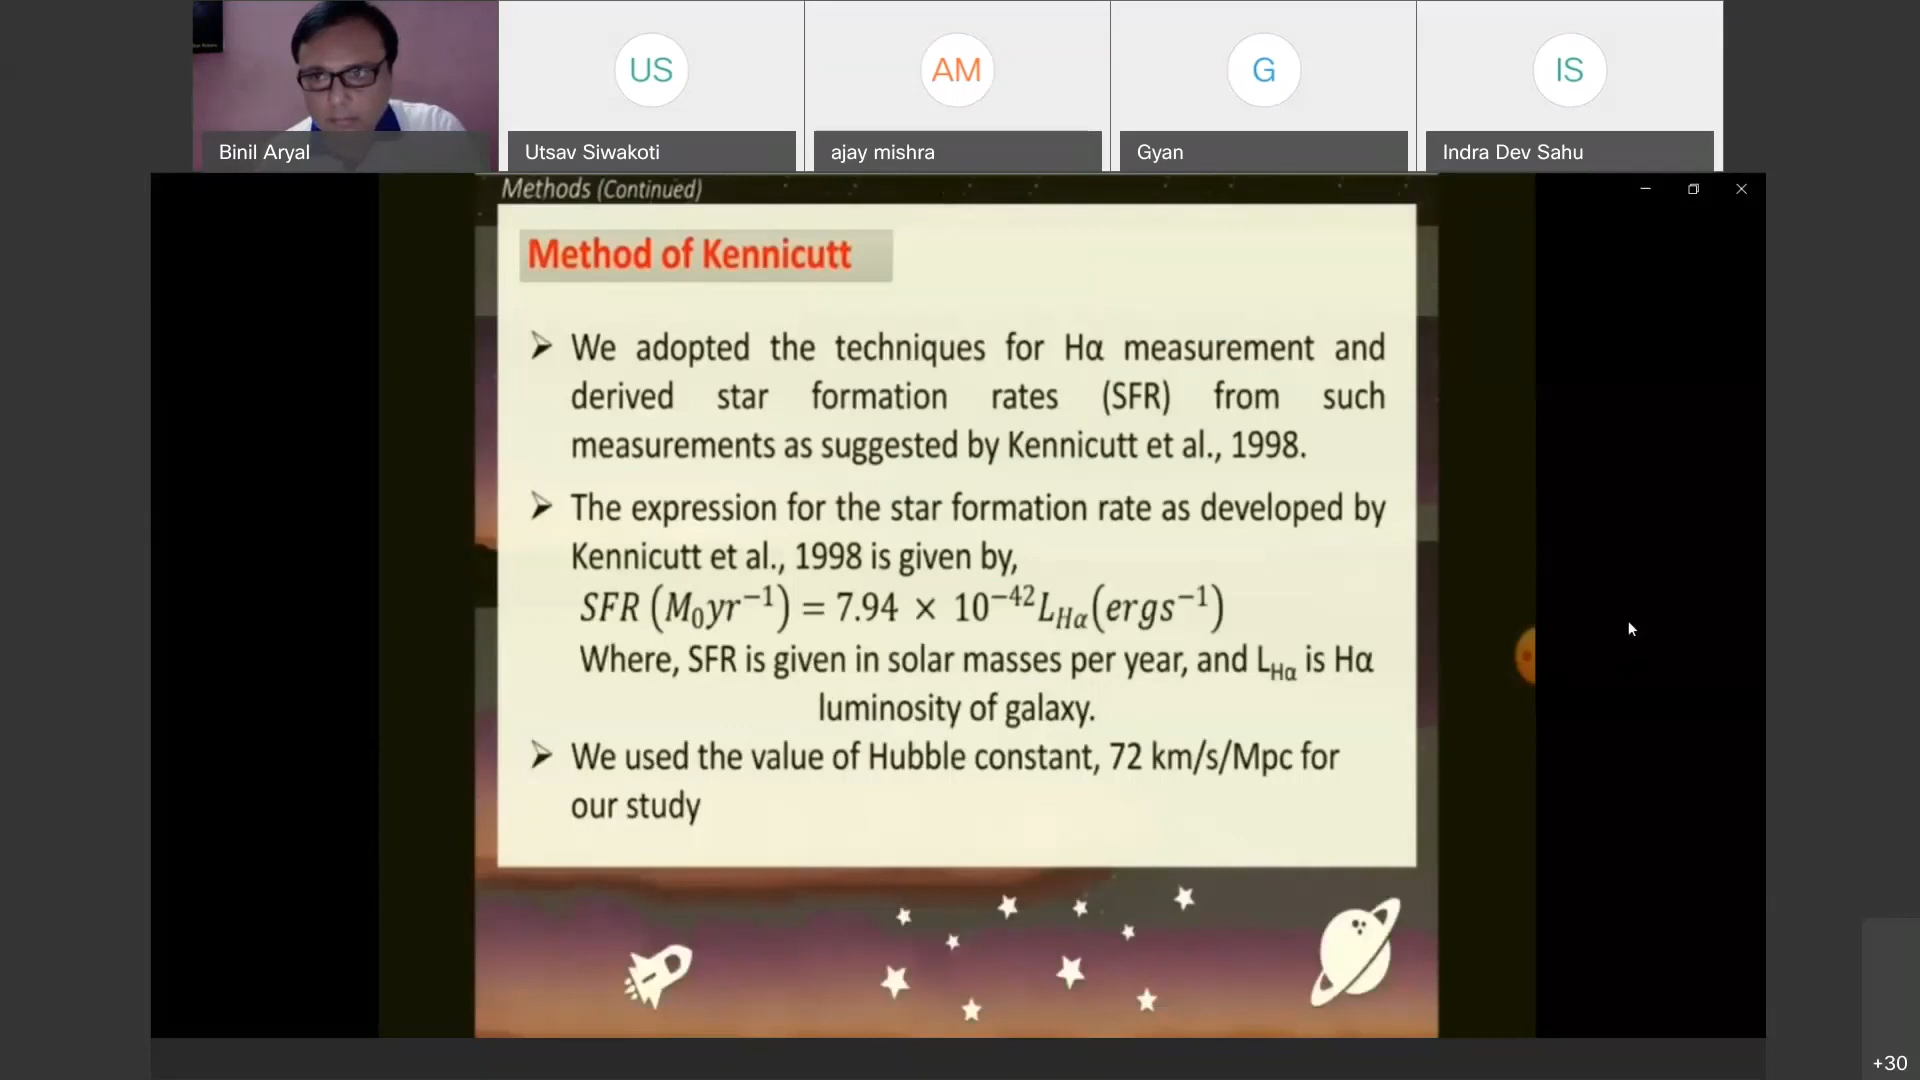 US
AM
G
IS
Binil Aryal
Utsav Siwakoti
ajay mishra
Gyan
Indra Dev Sahu
Methods (Continued)
Method of Kennicutt
➢ We adopted the techniques for Hα measurement and
derived star formation rates (SFR) from such
measurements as suggested by Kennicutt et al., 1998.
➢ The expression for the star formation rate as developed by
Kennicutt et al., 1998 is given by,
SFR (M₀yr⁻¹) = 7.94 × 10⁻⁴²L_Hα(ergs⁻¹)
Where, SFR is given in solar masses per year, and L_Hα is Hα
luminosity of galaxy.
➢ We used the value of Hubble constant, 72 km/s/Mpc for
our study
+30